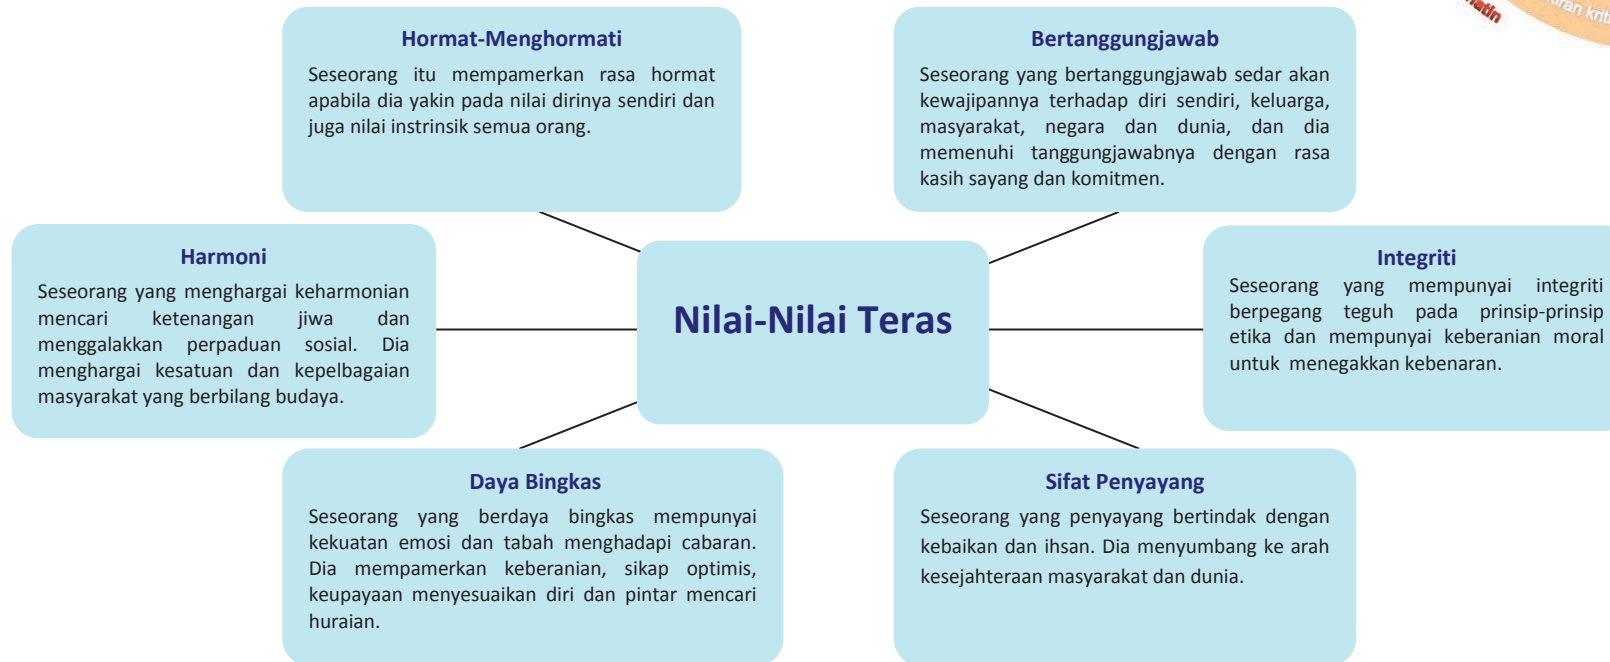 Hormat-Menghormati
Seseorang itu mempamerkan rasa hormat
apabila dia yakin pada nilai dirinya sendiri dan
juga nilai instrinsik semua orang.
Bertanggungjawab
Seseorang yang bertanggungjawab sedar akan
kewajipannya terhadap diri sendiri, keluarga,
masyarakat, negara dan dunia, dan dia
memenuhi tanggungjawabnya dengan rasa
kasih sayang dan komitmen.
Harmoni
Seseorang yang menghargai keharmonian
mencari ketenangan jiwa dan
menggalakkan perpaduan sosial. Dia
menghargai kesatuan dan kepelbagaian
masyarakat yang berbilang budaya.
Nilai-Nilai Teras
Integriti
Seseorang yang mempunyai integriti
berpegang teguh pada prinsip-prinsip
etika dan mempunyai keberanian moral
untuk menegakkan kebenaran.
Daya Bingkas
Seseorang yang berdaya bingkas mempunyai
kekuatan emosi dan tabah menghadapi cabaran.
Dia mempamerkan keberanian, sikap optimis,
keupayaan menyesuaikan diri dan pintar mencari
huraian.
Sifat Penyayang
Seseorang yang penyayang bertindak dengan
kebaikan dan ihsan. Dia menyumbang ke arah
kesejahteraan masyarakat dan dunia.